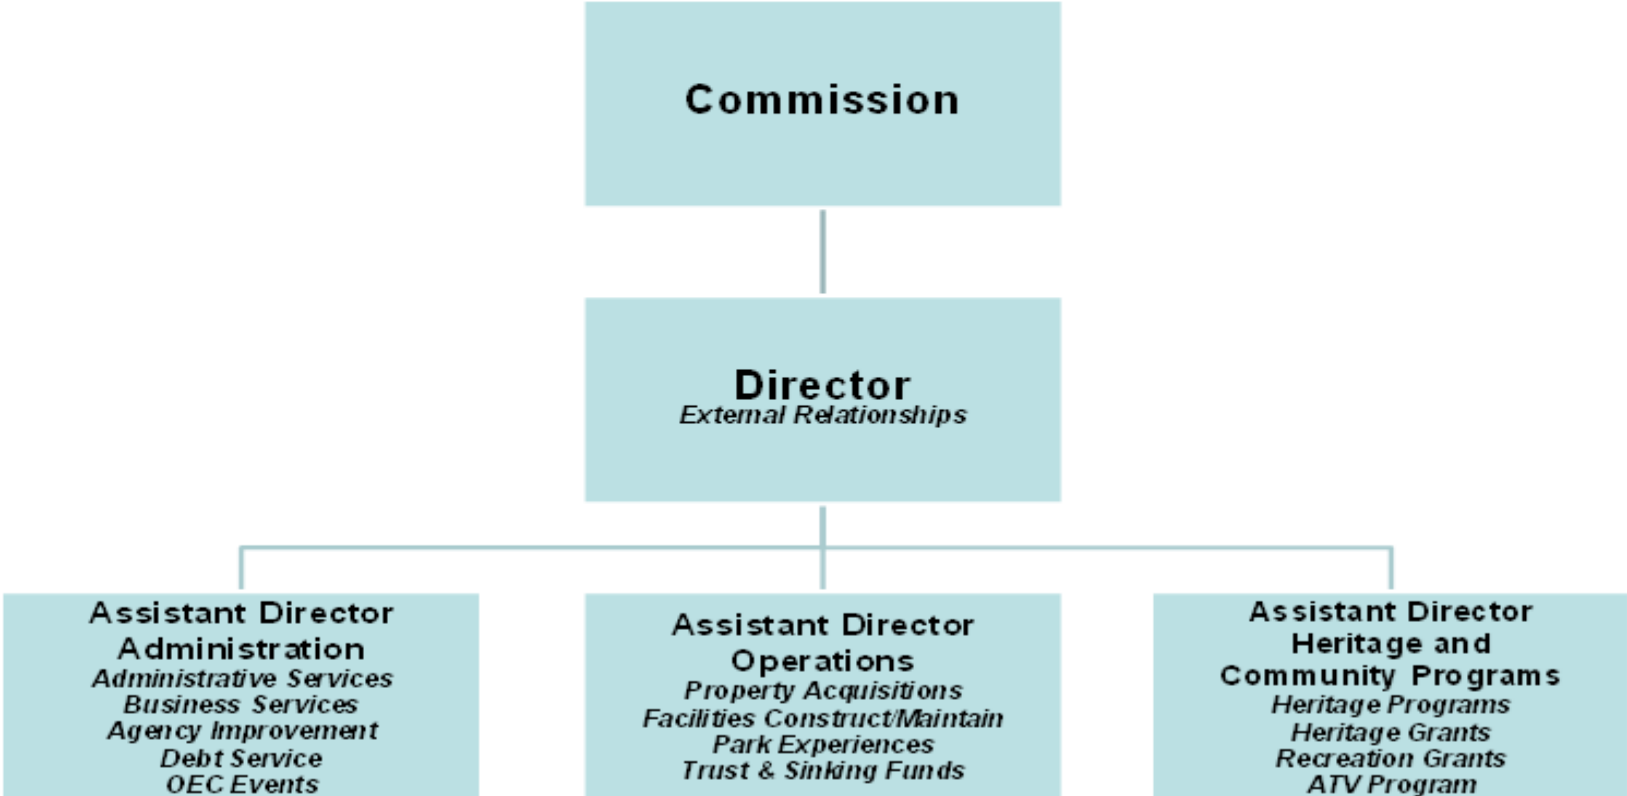 Commission
Director
External Relationships
Assistant Director
Administration
Administrative Services
Business Services
Agency Improvement
Debt Service
OEC Events
Assistant Director
Operations
Property Acquisitions
Facilities Construct/Maintain
Park Experiences
Trust & Sinking Funds
Assistant Director
Heritage and
Community Programs
Heritage Programs
Heritage Grants
Recreation Grants
ATV Program